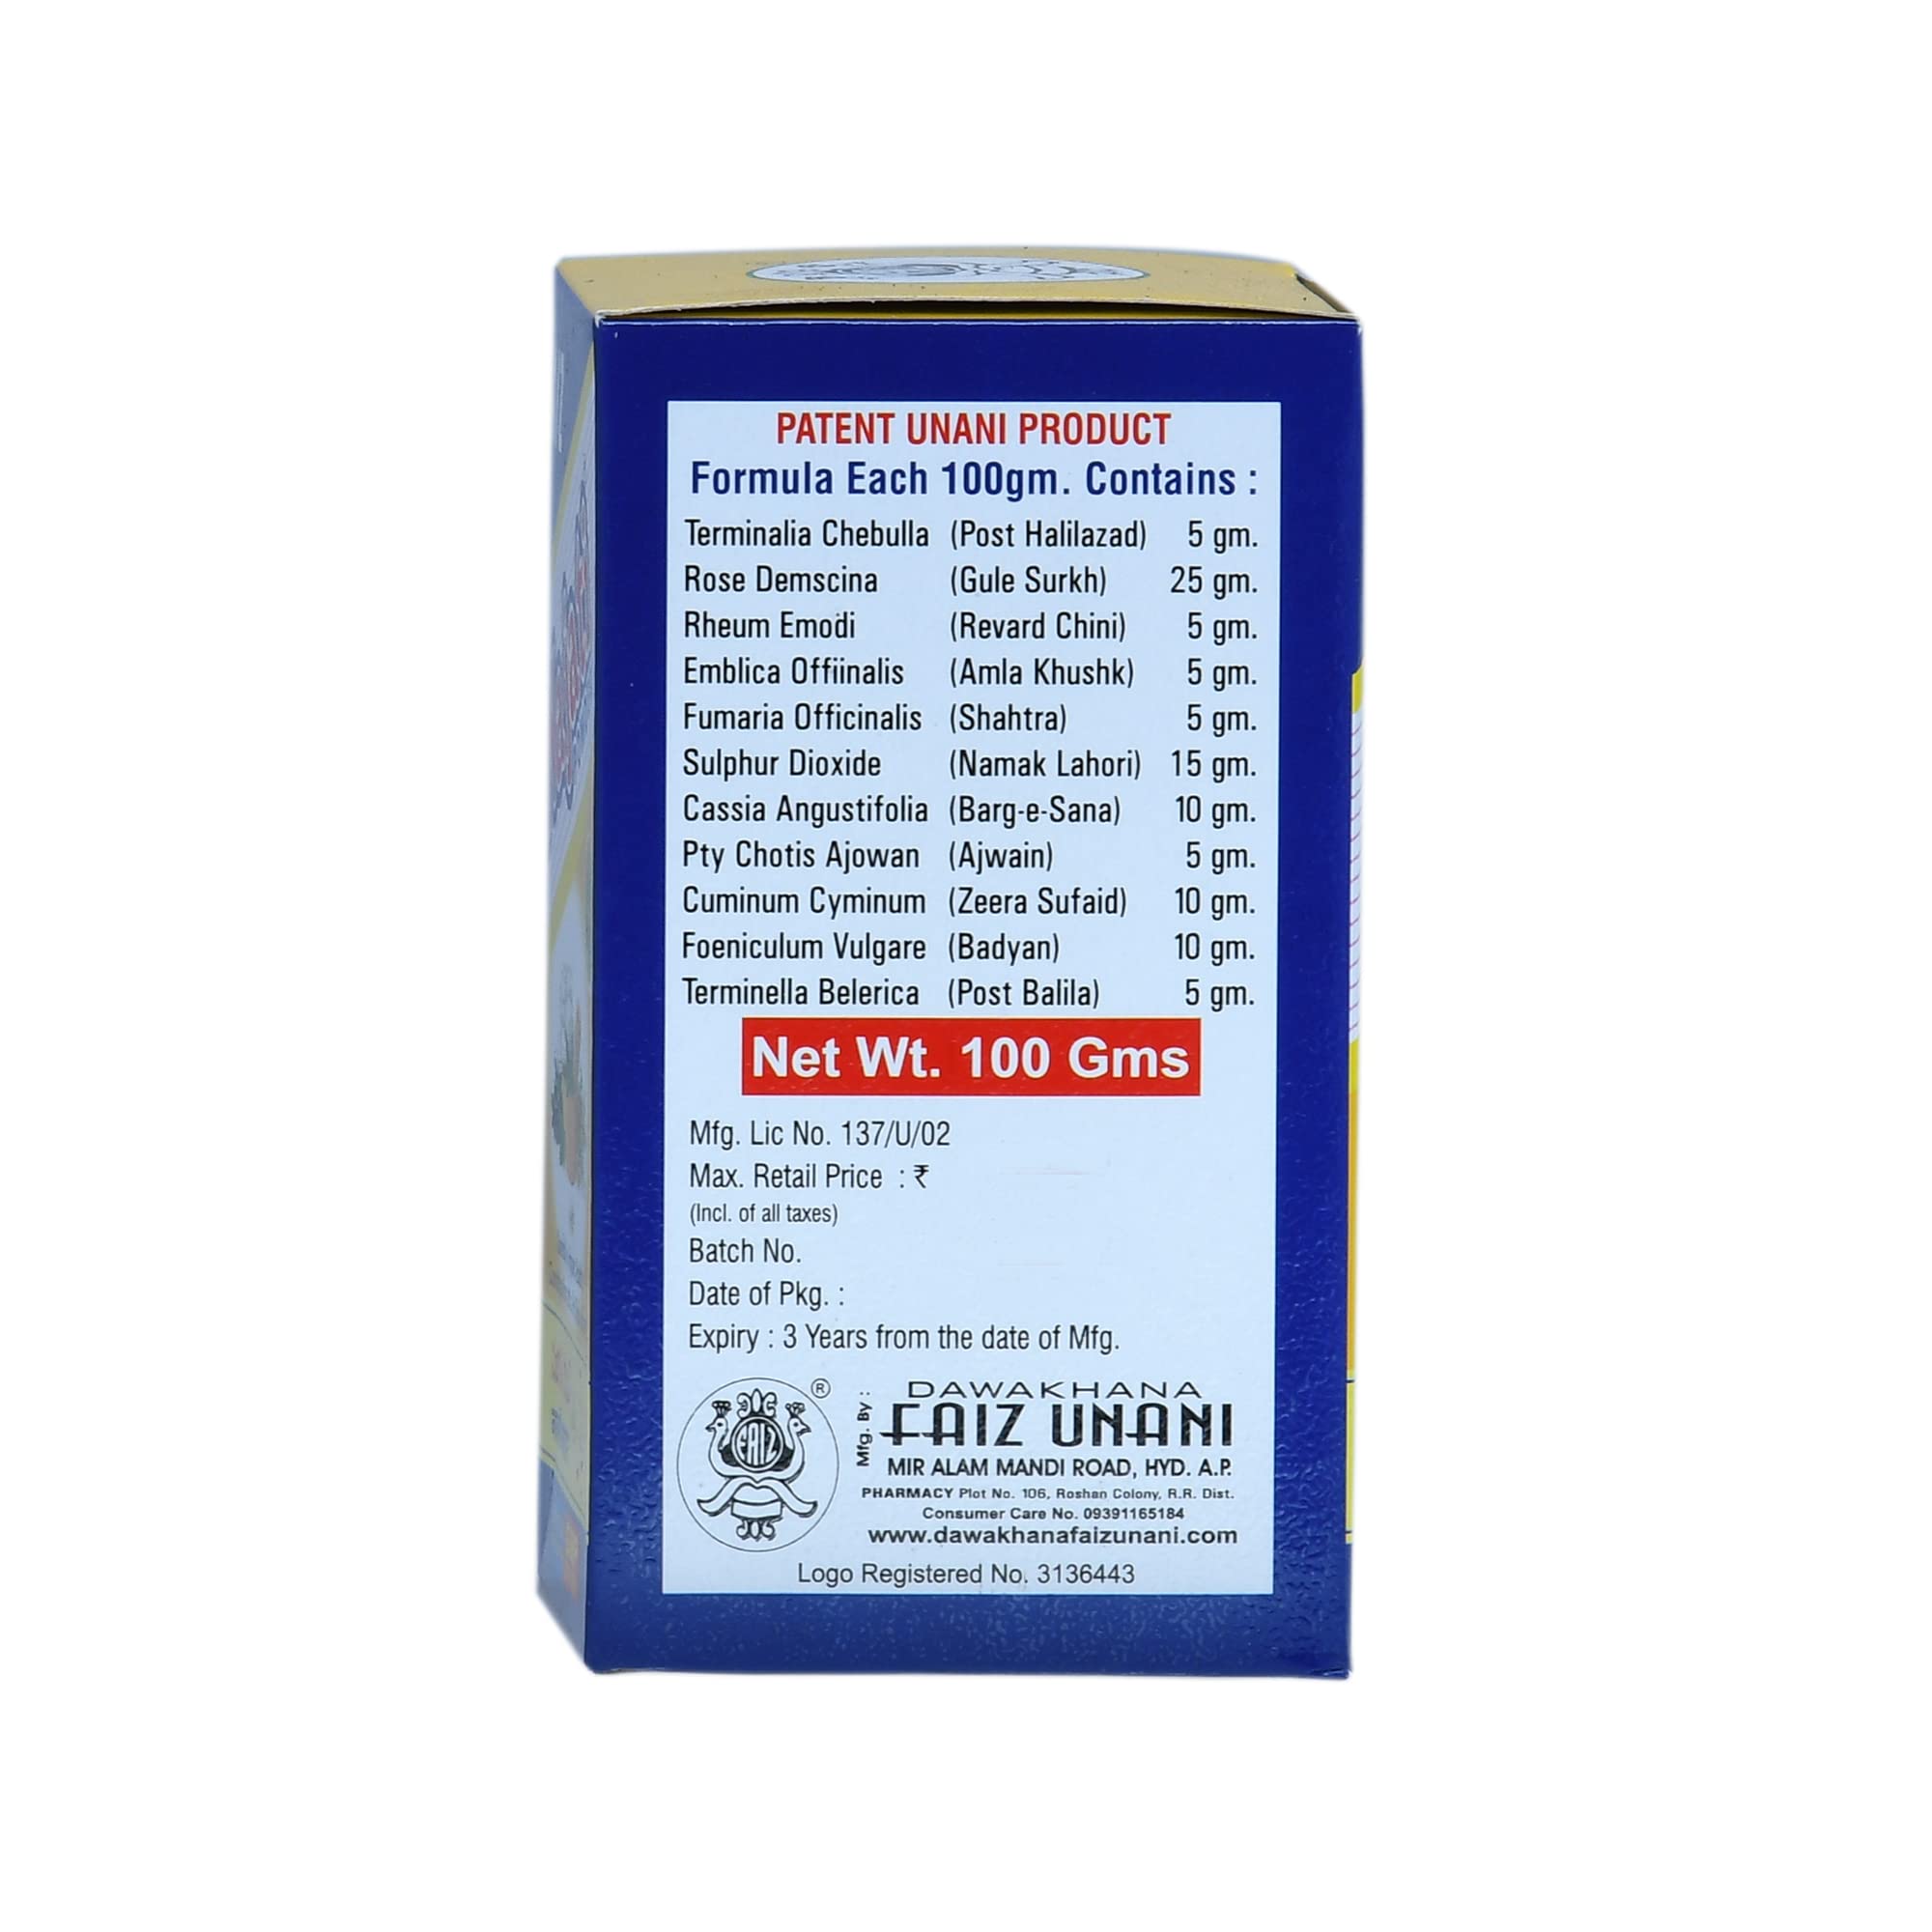 PATENT UNANI PRODUCT
Formula Each 100gm. Contains :
Terminalia Chebulla (Post Halilazad) 5 gm.
Rose Demscina (Gule Surkh) 25 gm.
Rheum Emodi (Revard Chini) 5 gm.
Emblica Offiinalis (Amla Khushk) 5 gm.
Fumaria Officinalis (Shahtra) 5 gm.
Sulphur Dioxide (Namak Lahori) 15 gm.
Cassia Angustifolia (Barg-e-Sana) 10 gm.
Pty Chotis Ajowan (Ajwain) 5 gm.
Cuminum Cyminum (Zeera Sufaid) 10 gm.
Foeniculum Vulgare (Badyan) 10 gm.
Terminella Belerica (Post Balila) 5 gm.
Net Wt. 100 Gms
Mfg. Lic No. 137/U/02
Max. Retail Price : ₹
(Incl. of all taxes)
Batch No.
Date of Pkg. :
Expiry : 3 Years from the date of Mfg.
FAIZ ®
Mfg. By :
DAWAKHANA
FAIZ UNANI
MIR ALAM MANDI ROAD, HYD. A.P.
PHARMACY Plot No. 106, Roshan Colony, R.R. Dist.
Consumer Care No. 09391165184
www.dawakhanafaizunani.com
Logo Registered No. 3136443